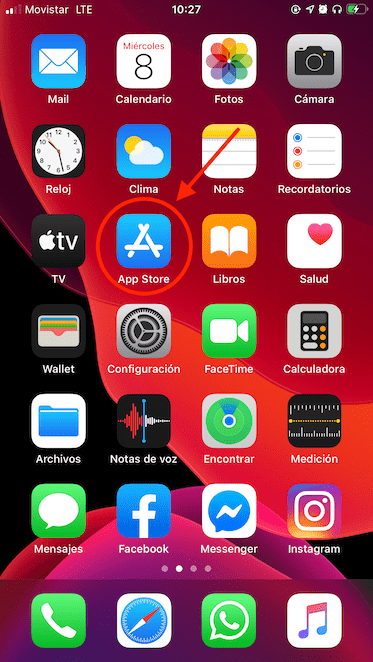 Movistar LTE 10:27
Miércoles
8
Mail Calendario Fotos Cámara
Reloj Clima Notas Recordatorios
tv
TV App Store Libros Salud
Wallet Configuración FaceTime Calculadora
Archivos Notas de voz Encontrar Medición
Mensajes Facebook Messenger Instagram